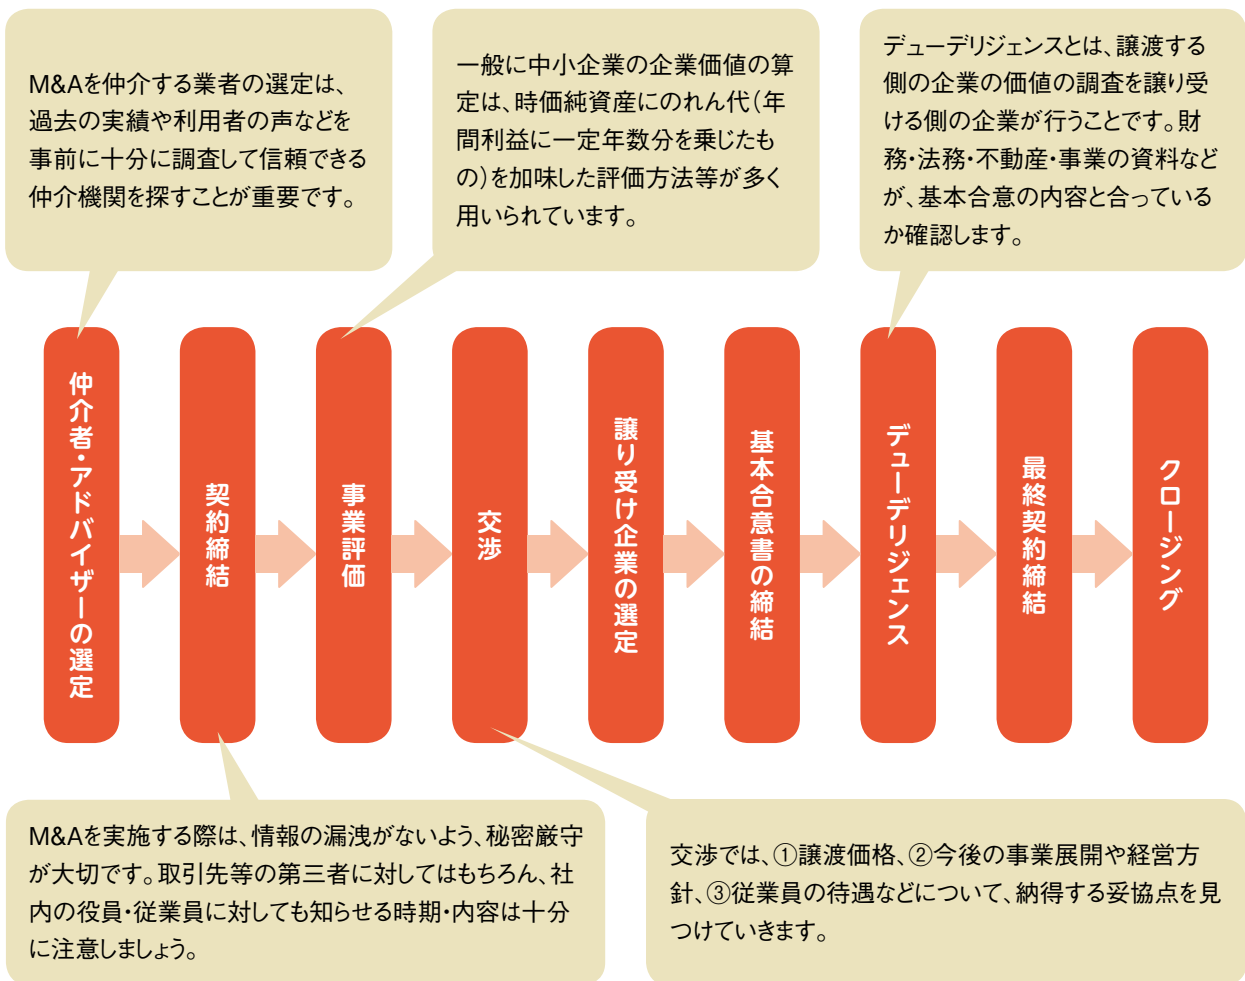 M&Aを仲介する業者の選定は、
過去の実績や利用者の声などを
事前に十分に調査して信頼できる
仲介機関を探すことが重要です。
一般に中小企業の企業価値の算
定は、時価純資産にのれん代(年
間利益に一定年数分を乗じたも
の)を加味した評価方法等が多く
用いられています。
デューデリジェンスとは、譲渡する
側の企業の価値の調査を譲り受
ける側の企業が行うことです。財
務・法務・不動産・事業の資料など
が、基本合意の内容と合っている
か確認します。
仲介者・アドバイザーの選定
契約締結
事業評価
交渉
譲り受け企業の選定
基本合意書の締結
デューデリジェンス
最終契約締結
クロージング
M&Aを実施する際は、情報の漏洩がないよう、秘密厳守
が大切です。取引先等の第三者に対してはもちろん、社
内の役員・従業員に対しても知らせる時期・内容は十分
に注意しましょう。
交渉では、①譲渡価格、②今後の事業展開や経営方
針、③従業員の待遇などについて、納得する妥協点を見
つけていきます。